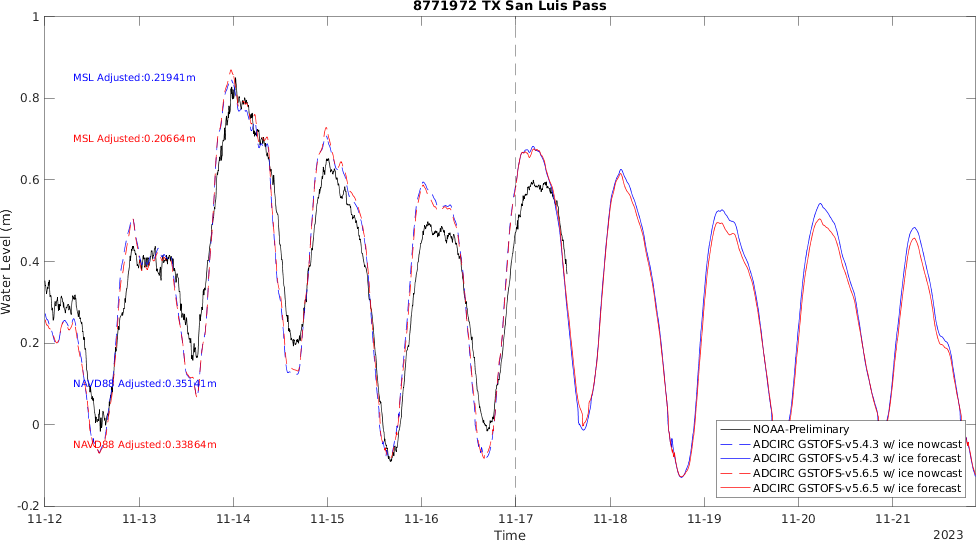 8771972 TX San Luis Pass
1
0.8
0.6
0.4
0.2
0
-0.2
Water Level (m)
MSL Adjusted:0.21941m
MSL Adjusted:0.20664m
NAVD88 Adjusted:0.35141m
NAVD88 Adjusted:0.33864m
NOAA-Preliminary
ADCIRC GSTOFS-v5.4.3 w/ ice nowcast
ADCIRC GSTOFS-v5.4.3 w/ ice forecast
ADCIRC GSTOFS-v5.6.5 w/ ice nowcast
ADCIRC GSTOFS-v5.6.5 w/ ice forecast
11-12 11-13 11-14 11-15 11-16 11-17 11-18 11-19 11-20 11-21
Time
2023